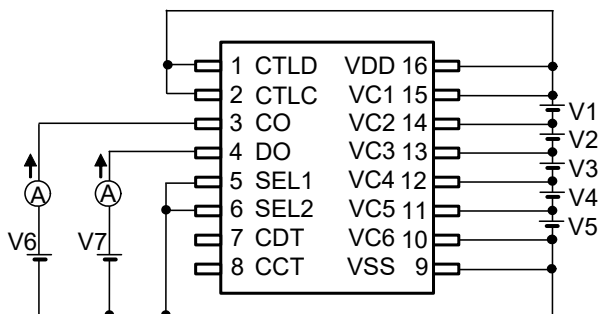 1 CTLD VDD 16
2 CTLC VC1 15
V1
3 CO VC2 14
V2
4 DO VC3 13
V3
A A
5 SEL1 VC4 12
V4
6 SEL2 VC5 11
V5
V6 V7
7 CDT VC6 10
8 CCT VSS 9